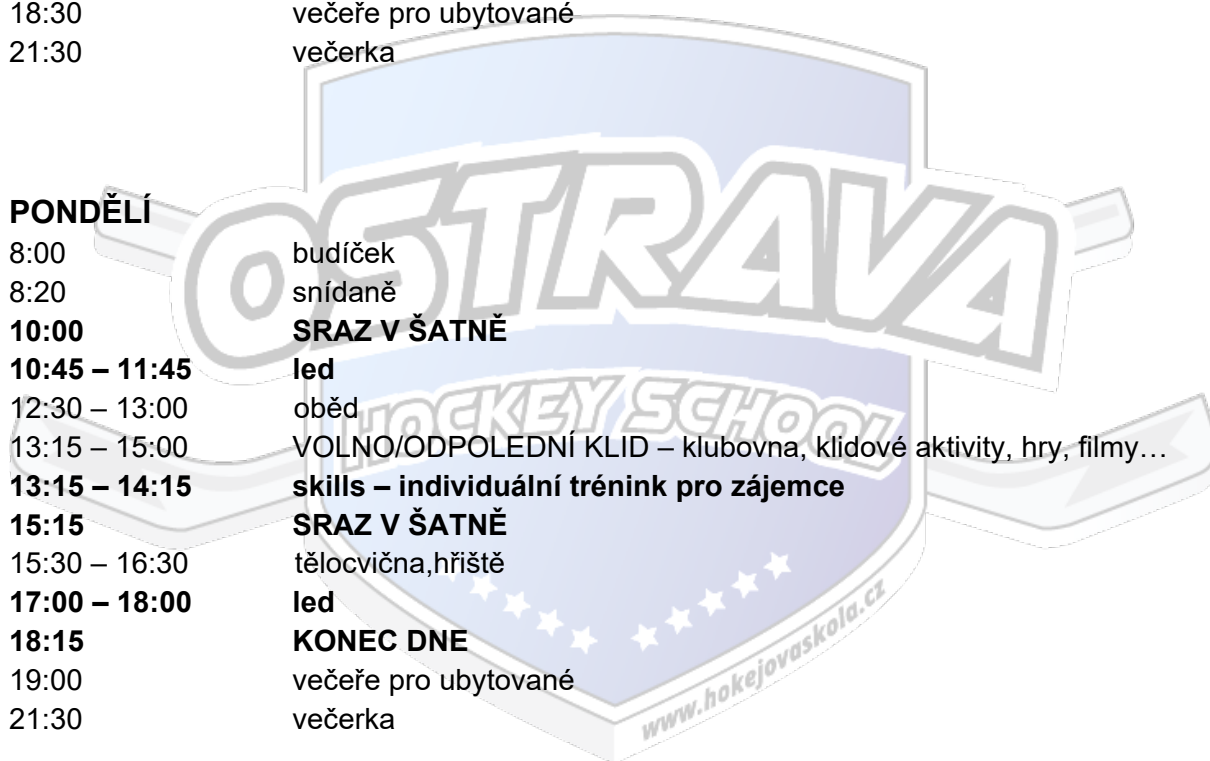 18:30 večeře pro ubytované
21:30 večerka
PONDĚLÍ
8:00 budíček
8:20 snídaně
10:00 SRAZ V ŠATNĚ
10:45 – 11:45 led
12:30 – 13:00 oběd
13:15 – 15:00 VOLNO/ODPOLEDNÍ KLID – klubovna, klidové aktivity, hry, filmy…
13:15 – 14:15 skills – individuální trénink pro zájemce
15:15 SRAZ V ŠATNĚ
15:30 – 16:30 tělocvična,hřiště
17:00 – 18:00 led
18:15 KONEC DNE
19:00 večeře pro ubytované
21:30 večerka
OSTRAVA
HOCKEY SCHOOL
www.hokejovaskola.cz